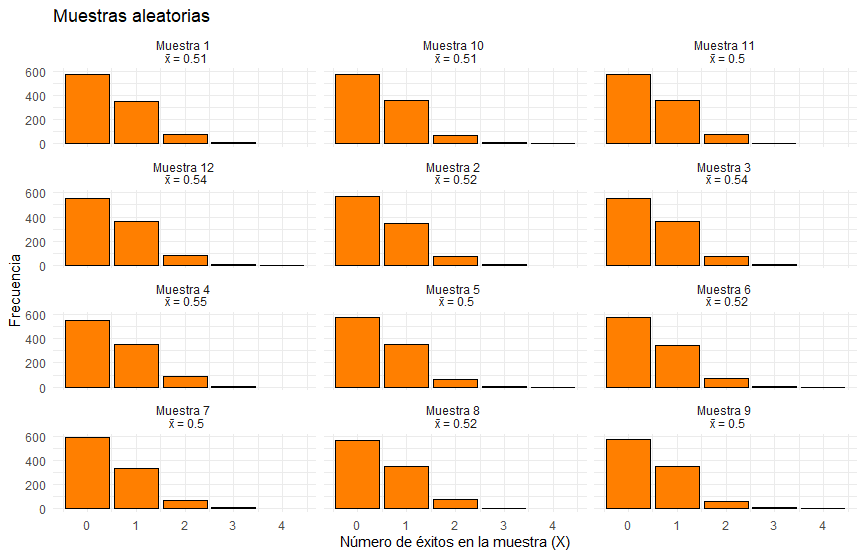 Muestras aleatorias
Muestra 1
x̄ = 0.51
Muestra 10
x̄ = 0.51
Muestra 11
x̄ = 0.5
600
400
200
0
Muestra 12
x̄ = 0.54
Muestra 2
x̄ = 0.52
Muestra 3
x̄ = 0.54
600
400
200
0
Muestra 4
x̄ = 0.55
Muestra 5
x̄ = 0.5
Muestra 6
x̄ = 0.52
600
400
200
0
Muestra 7
x̄ = 0.5
Muestra 8
x̄ = 0.52
Muestra 9
x̄ = 0.5
600
400
200
0
Frecuencia
0 1 2 3 4 0 1 2 3 4 0 1 2 3 4
Número de éxitos en la muestra (X)